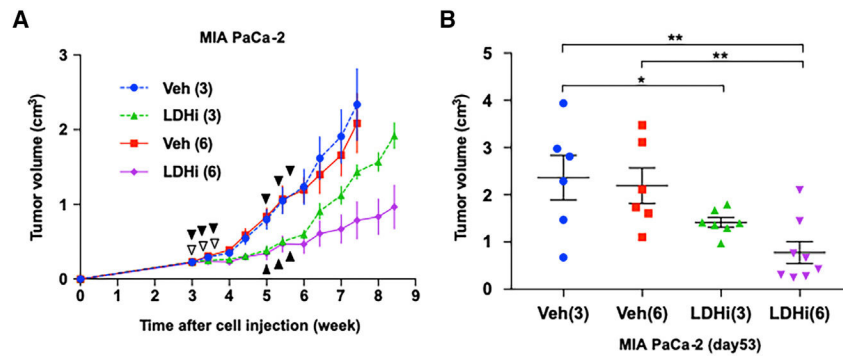 A
MIA PaCa-2
Tumor volume (cm3)
3
2
1
0
Veh (3)
LDHi (3)
Veh (6)
LDHi (6)
0 1 2 3 4 5 6 7 8 9
Time after cell injection (week)
B
Tumor volume (cm3)
5
4
3
2
1
0
**
**
*
Veh(3) Veh(6) LDHi(3) LDHi(6)
MIA PaCa-2 (day53)